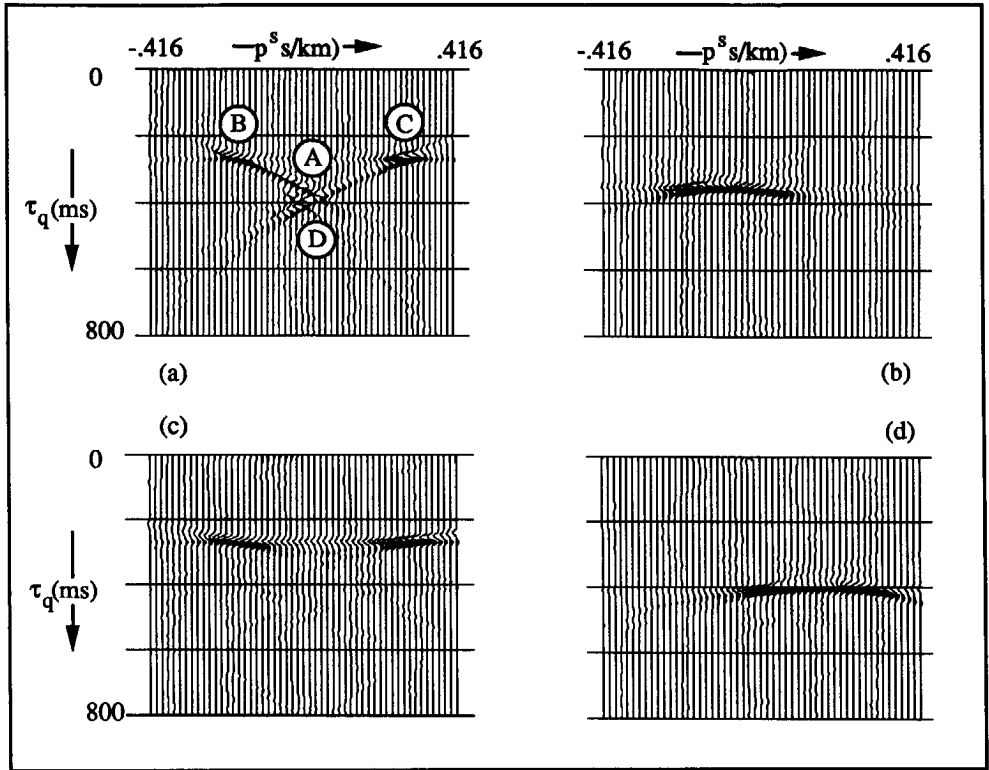 -.416 —p^s s/km)→ .416
-.416 —p^s s/km)→ .416
0
B
C
A
τ_q(ms)
D
800
(a)
(b)
(c)
(d)
0
τ_q(ms)
800